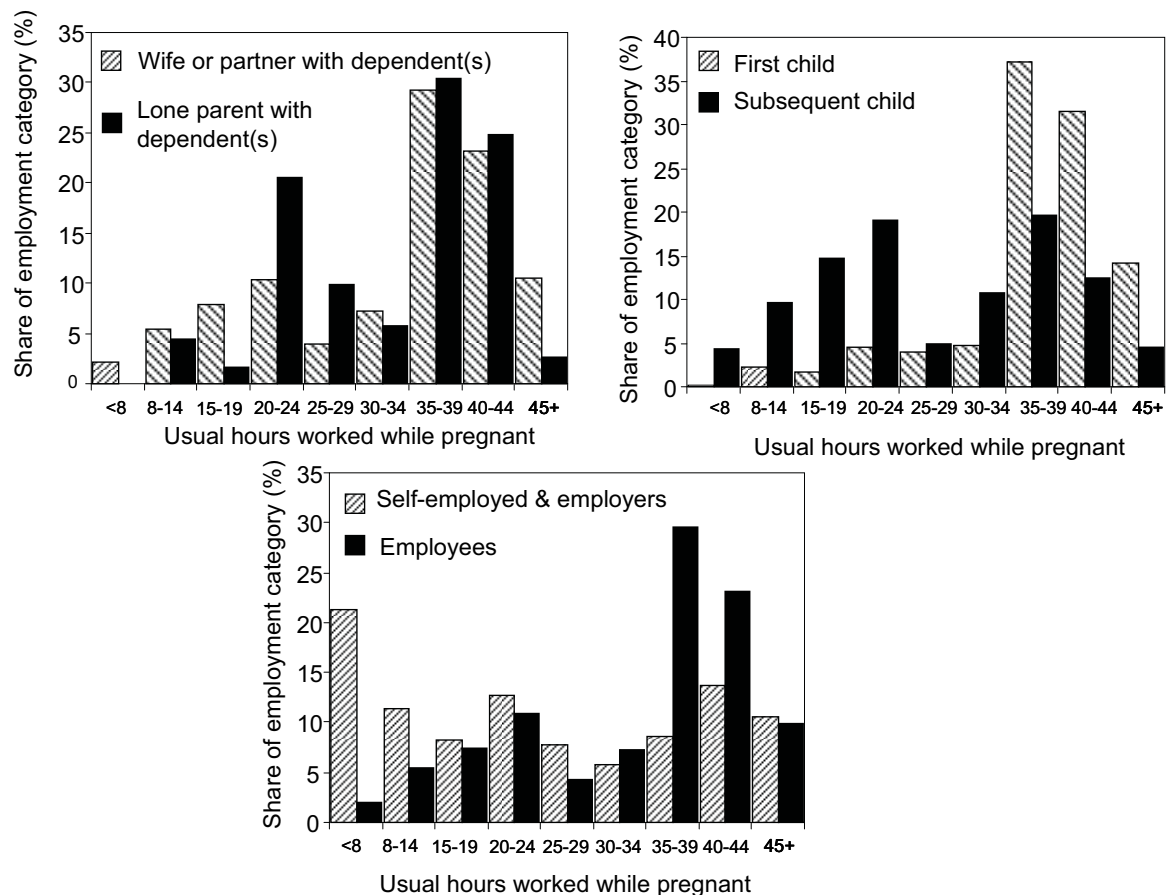 Share of employment category (%)
35
30
25
20
15
10
5
0
Wife or partner with dependent(s)
Lone parent with
dependent(s)
<8 8-14 15-19 20-24 25-29 30-34 35-39 40-44 45+
Usual hours worked while pregnant
Share of employment category (%)
40
35
30
25
20
15
10
5
0
First child
Subsequent child
<8 8-14 15-19 20-24 25-29 30-34 35-39 40-44 45+
Usual hours worked while pregnant
Share of employment category (%)
35
30
25
20
15
10
5
0
Self-employed & employers
Employees
<8 8-14 15-19 20-24 25-29 30-34 35-39 40-44 45+
Usual hours worked while pregnant